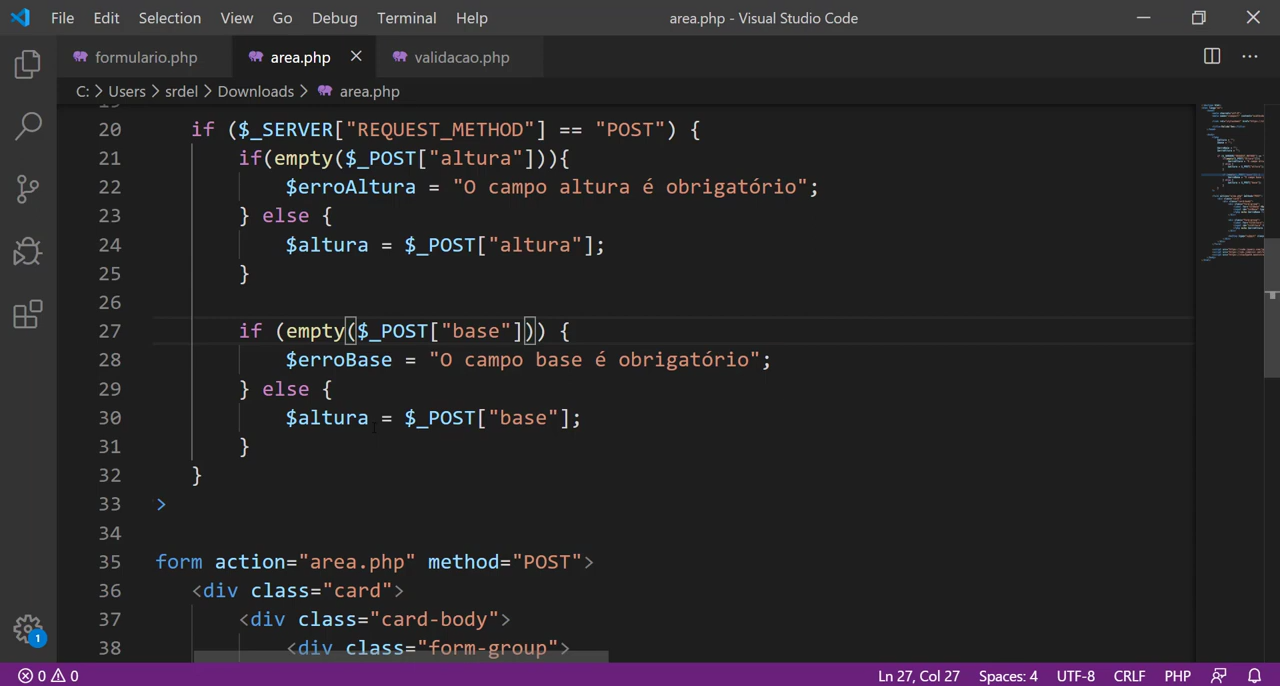 File Edit Selection View Go Debug Terminal Help area.php - Visual Studio Code
formulario.php area.php validacao.php
C: > Users > srdel > Downloads > area.php
20 if ($_SERVER["REQUEST_METHOD"] == "POST") {
21 if(empty($_POST["altura"])){
22 $erroAltura = "O campo altura é obrigatório";
23 } else {
24 $altura = $_POST["altura"];
25 }
26
27 if (empty($_POST["base"])) {
28 $erroBase = "O campo base é obrigatório";
29 } else {
30 $altura = $_POST["base"];
31 }
32 }
33 >
34
35 form action="area.php" method="POST">
36 <div class="card">
37 <div class="card-body">
38 <div class="form-group">
1
0 0 Ln 27, Col 27 Spaces: 4 UTF-8 CRLF PHP